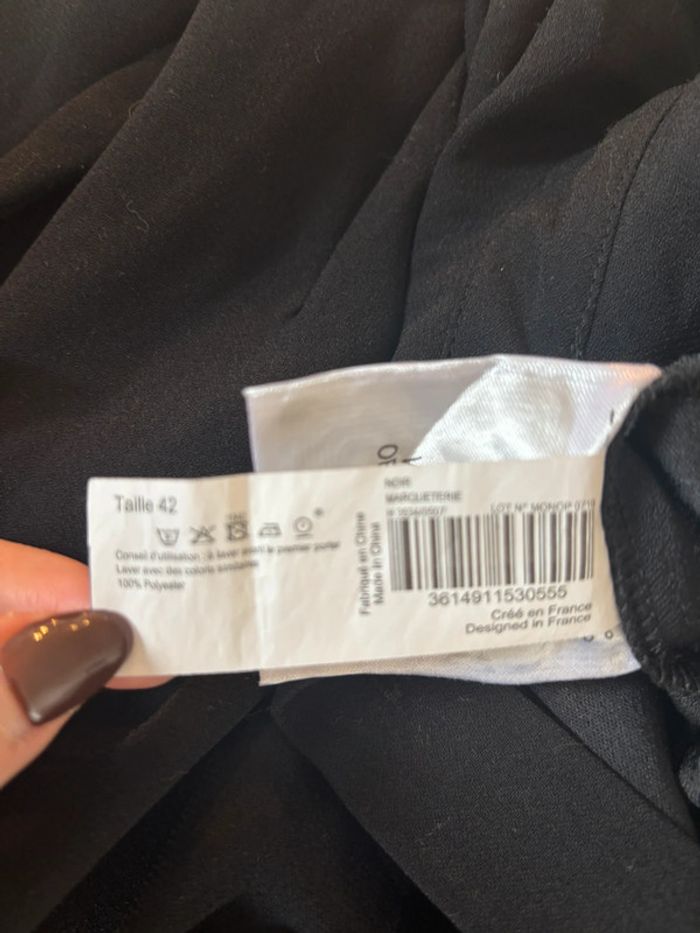 Taille 42
Conseil d'utilisation : à laver avant le premier porter
Laver avec des coloris similaires
100% Polyester
Fabriqué en Chine
Made in China
NOIR
MARQUETERIE
LOT N° MONOP 0719
3614911530555
Créé en France
Designed in France